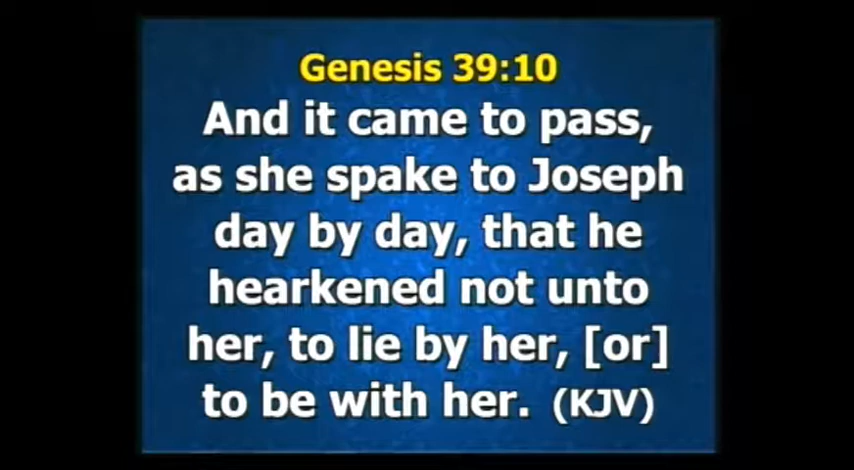 Genesis 39:10
And it came to pass,
as she spake to Joseph
day by day, that he
hearkened not unto
her, to lie by her, [or]
to be with her. (KJV)